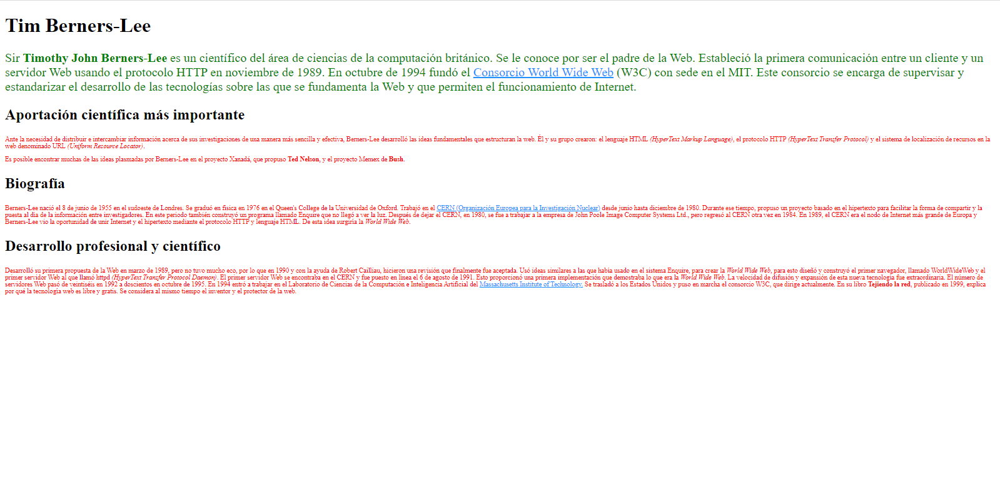 Tim Berners-Lee
Sir Timothy John Berners-Lee es un científico del área de ciencias de la computación británico. Se le conoce por ser el padre de la Web. Estableció la primera comunicación entre un cliente y un
servidor Web usando el protocolo HTTP en noviembre de 1989. En octubre de 1994 fundó el Consorcio World Wide Web (W3C) con sede en el MIT. Este consorcio se encarga de supervisar y
estandarizar el desarrollo de las tecnologías sobre las que se fundamenta la Web y que permiten el funcionamiento de Internet.
Aportación científica más importante
Ante la necesidad de distribuir e intercambiar información acerca de sus investigaciones de una manera más sencilla y efectiva, Berners-Lee desarrolló las ideas fundamentales que estructuran la web. Él y su grupo crearon: el lenguaje HTML (HyperText Markup Language), el protocolo HTTP (HyperText Transfer Protocol) y el sistema de localización de recursos en la
web denominado URL (Uniform Resource Locator).
Es posible encontrar muchas de las ideas plasmadas por Berners-Lee en el proyecto Xanadá, que propuso Ted Nelson, y el proyecto Memex de Bush.
Biografía
Berners-Lee nació el 8 de junio de 1955 en el sudoeste de Londres. Se graduó en física en 1976 en el Queen's College de la Universidad de Oxford. Trabajó en el CERN (Organización Europea para la Investigación Nuclear) desde junio hasta diciembre de 1980. Durante ese tiempo, propuso un proyecto basado en el hipertexto para facilitar la forma de compartir y la
puesta al día de la información entre investigadores. En este periodo también construyó un programa llamado Enquire que no llegó a ver la luz. Después de dejar el CERN, en 1980, se fue a trabajar a la empresa de John Poole Image Computer Systems Ltd., pero regresó al CERN otra vez en 1984. En 1989, el CERN era el nodo de Internet más grande de Europa y
Berners-Lee vio la oportunidad de unir Internet y el hipertexto mediante el protocolo HTTP y lenguaje HTML. De esta idea surgiría la World Wide Web.
Desarrollo profesional y científico
Desarrolló su primera propuesta de la Web en marzo de 1989, pero no tuvo mucho eco, por lo que en 1990 y con la ayuda de Robert Cailliau, hicieron una revisión que finalmente fue aceptada. Usó ideas similares a las que había usado en el sistema Enquire, para crear la World Wide Web, para esto diseñó y construyó el primer navegador, llamado WorldWideWeb y el
primer servidor Web al que llamó httpd (HyperText Transfer Protocol Daemon). El primer servidor Web se encontraba en el CERN y fue puesto en línea el 6 de agosto de 1991. Esto proporcionó una primera implementación que demostraba lo que era la World Wide Web. La velocidad de difusión y expansión de esta nueva tecnología fue extraordinaria. El número de
servidores Web pasó de veintiséis en 1992 a doscientos en octubre de 1995. En 1994 entró a trabajar en el Laboratorio de Ciencias de la Computación e Inteligencia Artificial del Massachusetts Institute of Technology. Se trasladó a los Estados Unidos y puso en marcha el consorcio W3C, que dirige actualmente. En su libro Tejiendo la red, publicado en 1999, explica
por qué la tecnología web es libre y gratis. Se considera al mismo tiempo el inventor y el protector de la web.